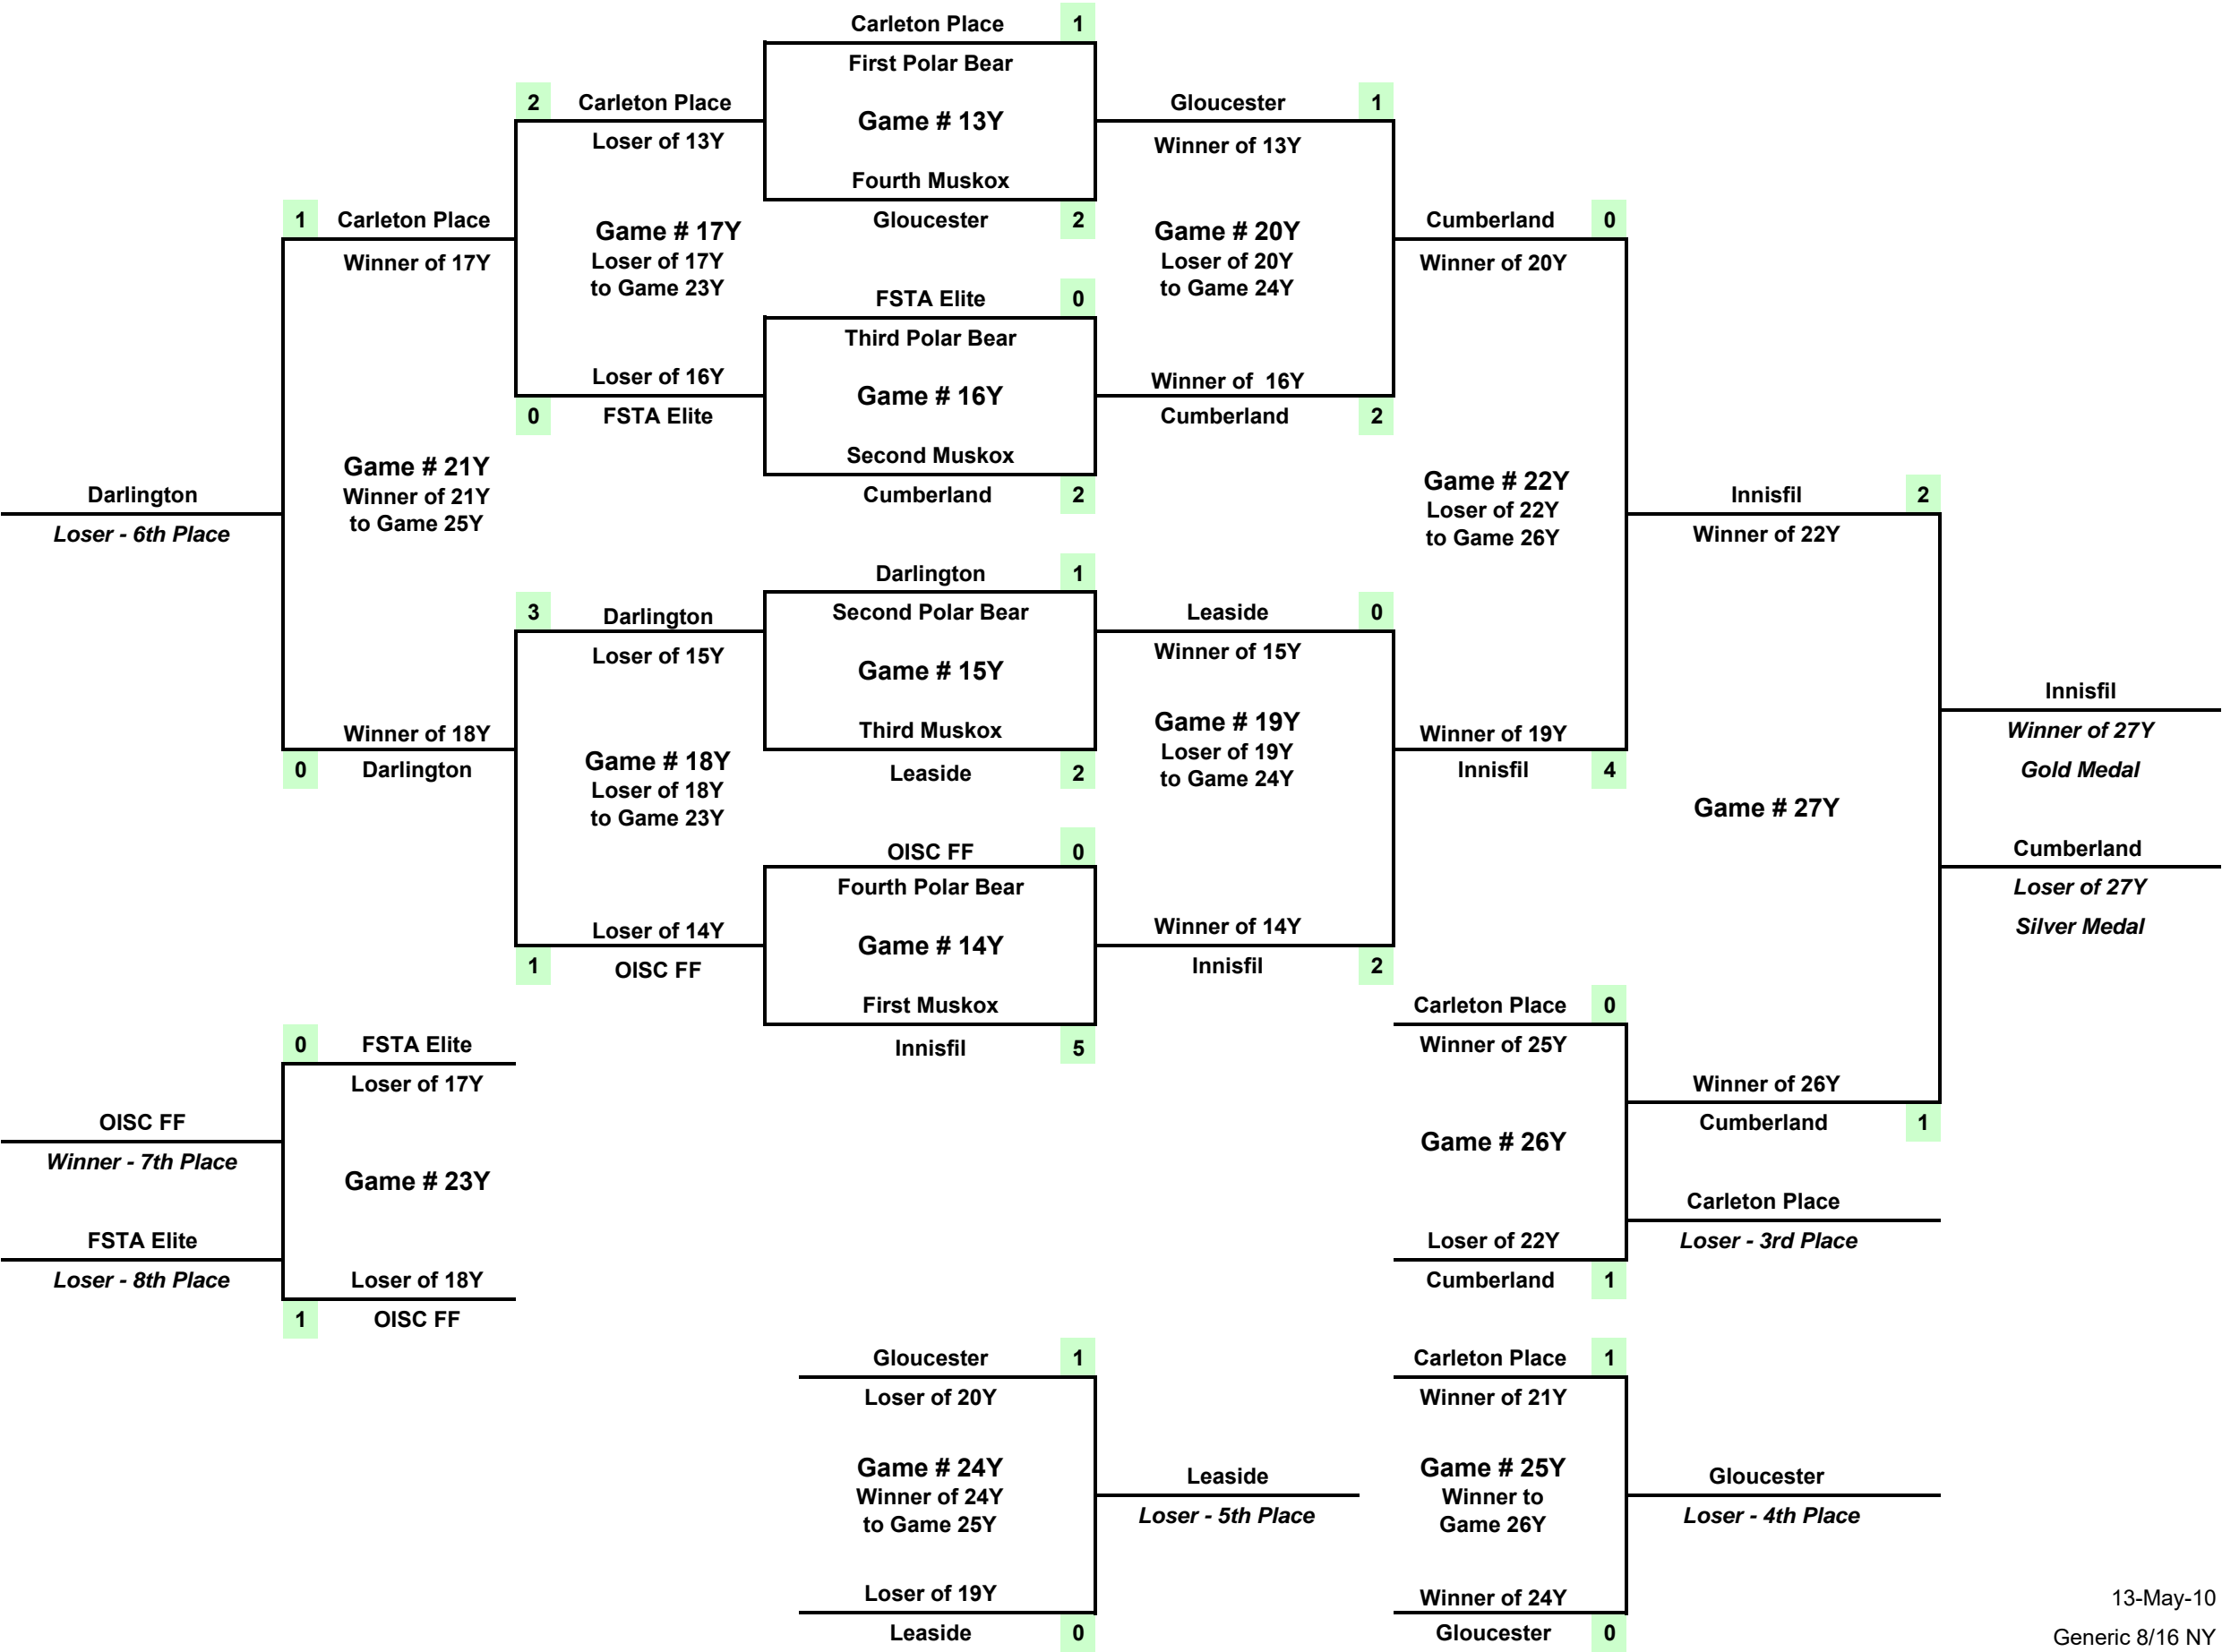 Carleton Place 1
First Polar Bear
2 Carleton Place
Game # 13Y
Gloucester 1
Loser of 13Y
Winner of 13Y
Fourth Muskox
1 Carleton Place
Gloucester 2
Cumberland 0
Game # 17Y
Game # 20Y
Winner of 17Y
Loser of 17Y
Loser of 20Y
Winner of 20Y
to Game 23Y
to Game 24Y
FSTA Elite 0
Third Polar Bear
Loser of 16Y
Game # 16Y
Winner of 16Y
0 FSTA Elite
Cumberland 2
Second Muskox
Game # 21Y
Game # 22Y
Darlington
Winner of 21Y
Cumberland 2
Loser of 22Y
Innisfil 2
Loser - 6th Place
to Game 25Y
to Game 26Y
Winner of 22Y
Darlington 1
3 Darlington
Second Polar Bear
Leaside 0
Loser of 15Y
Game # 15Y
Winner of 15Y
Innisfil
Winner of 18Y
Third Muskox
Game # 19Y
Winner of 19Y
Winner of 27Y
0 Darlington
Game # 18Y
Leaside 2
Loser of 19Y
Innisfil 4
Gold Medal
Loser of 18Y
to Game 24Y
to Game 23Y
Game # 27Y
OISC FF 0
Cumberland
Fourth Polar Bear
Loser of 27Y
Loser of 14Y
Game # 14Y
Winner of 14Y
Silver Medal
1 OISC FF
Innisfil 2
First Muskox
Carleton Place 0
0 FSTA Elite
Innisfil 5
Winner of 25Y
Loser of 17Y
Winner of 26Y
OISC FF
Cumberland 1
Winner - 7th Place
Game # 26Y
Game # 23Y
Carleton Place
FSTA Elite
Loser of 22Y
Loser - 3rd Place
Loser - 8th Place
Loser of 18Y
Cumberland 1
1 OISC FF
Gloucester 1
Carleton Place 1
Loser of 20Y
Winner of 21Y
Game # 24Y
Leaside
Game # 25Y
Gloucester
Winner of 24Y
Winner to
to Game 25Y
Loser - 5th Place
Game 26Y
Loser - 4th Place
Loser of 19Y
Winner of 24Y
13-May-10
Leaside 0
Gloucester 0
Generic 8/16 NY